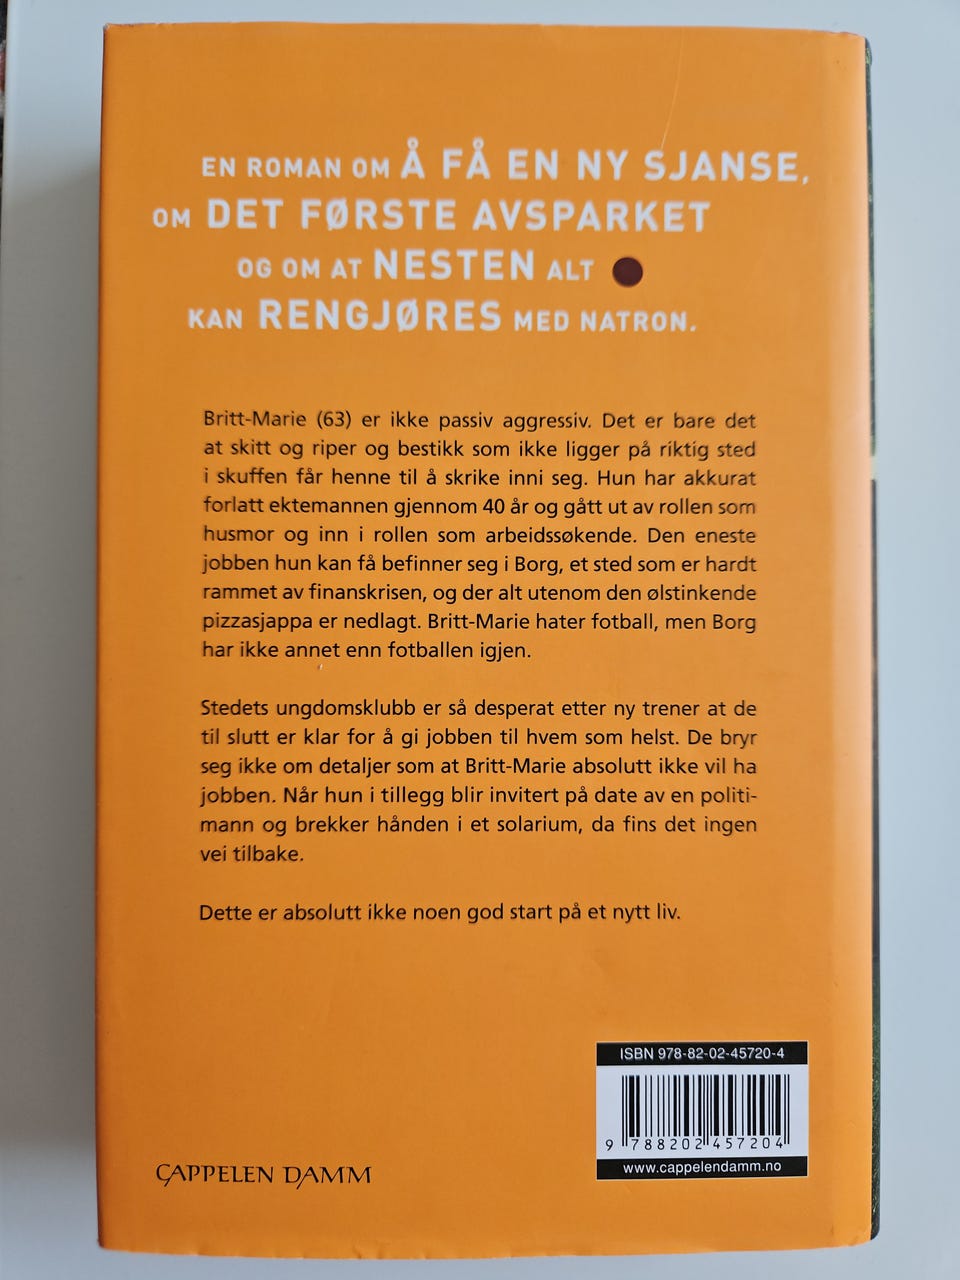 EN ROMAN OM Å FÅ EN NY SJANSE,
OM DET FØRSTE AVSPARKET
OG OM AT NESTEN ALT
KAN RENGJØRES MED NATRON.
Britt-Marie (63) er ikke passiv aggressiv. Det er bare det
at skitt og riper og bestikk som ikke ligger på riktig sted
i skuffen får henne til å skrike inni seg. Hun har akkurat
forlatt ektemannen gjennom 40 år og gått ut av rollen som
husmor og inn i rollen som arbeidssøkende. Den eneste
jobben hun kan få befinner seg i Borg, et sted som er hardt
rammet av finanskrisen, og der alt utenom den ølstinkende
pizzasjappa er nedlagt. Britt-Marie hater fotball, men Borg
har ikke annet enn fotballen igjen.
Stedets ungdomsklubb er så desperat etter ny trener at de
til slutt er klar for å gi jobben til hvem som helst. De bryr
seg ikke om detaljer som at Britt-Marie absolutt ikke vil ha
jobben. Når hun i tillegg blir invitert på date av en politi-
mann og brekker hånden i et solarium, da fins det ingen
vei tilbake.
Dette er absolutt ikke noen god start på et nytt liv.
ISBN 978-82-02-45720-4
9 788202 457204
www.cappelendamm.no
CAPPELEN DAMM